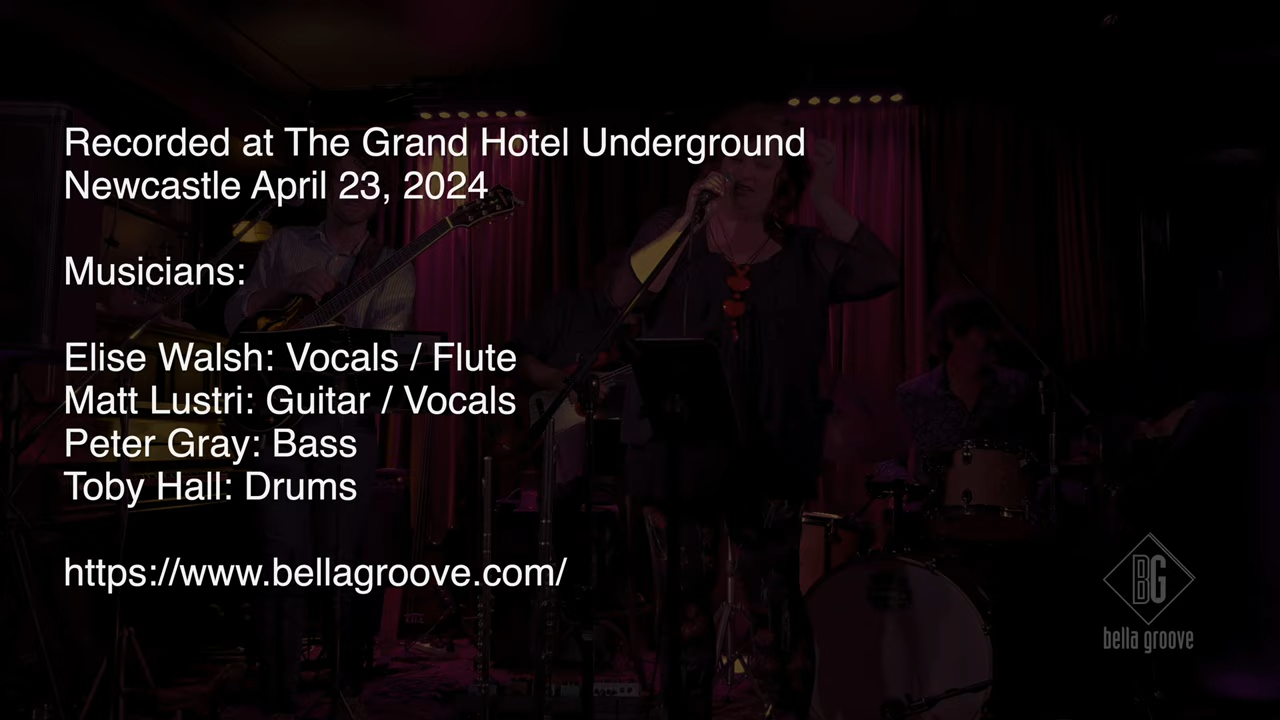 Recorded at The Grand Hotel Underground
Newcastle April 23, 2024
Musicians:
Elise Walsh: Vocals / Flute
Matt Lustri: Guitar / Vocals
Peter Gray: Bass
Toby Hall: Drums
https://www.bellagroove.com/
BG
bella groove